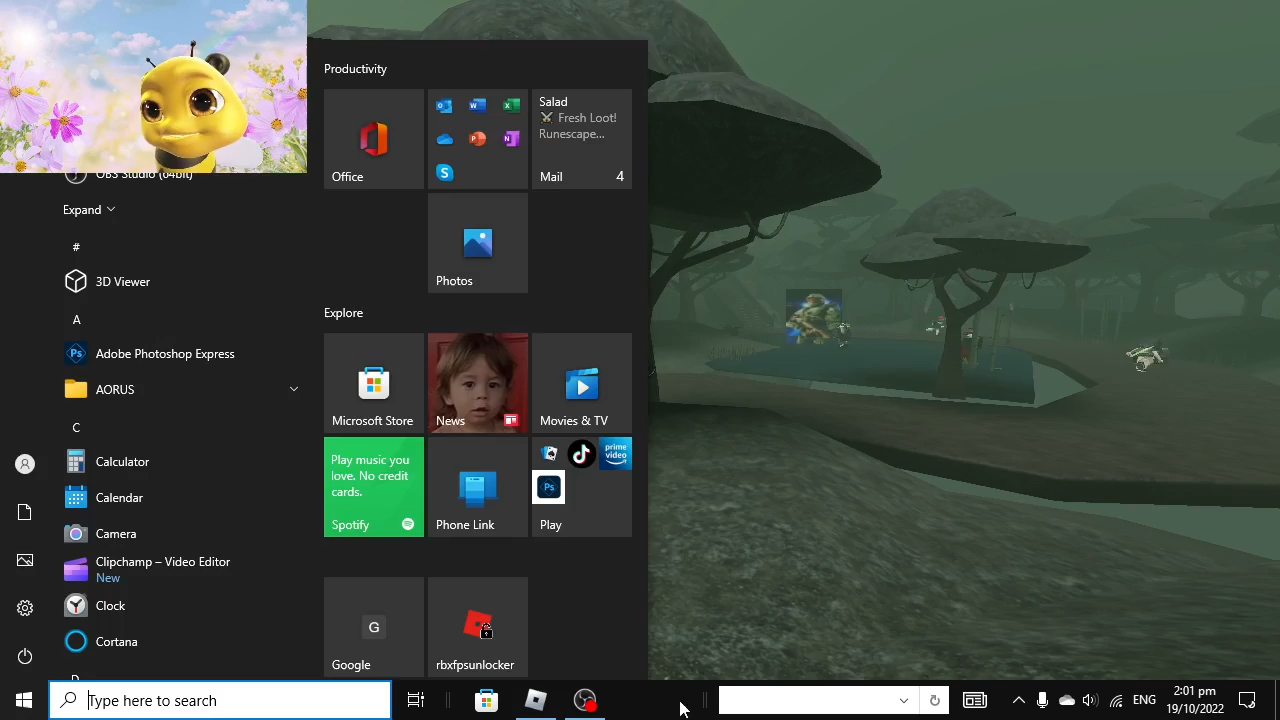 OBS Studio (64bit)
Expand
#
3D Viewer
A
Adobe Photoshop Express
AORUS
C
Calculator
Calendar
Camera
Clipchamp – Video Editor
New
Clock
Cortana
D
Productivity
Office
Salad
Fresh Loot!
Runescape...
Mail 4
Photos
Explore
Microsoft Store
News
Movies & TV
Play music you
love. No credit
cards.
Spotify
Phone Link
prime
video
Ps
Play
G
Google
rbxfpsunlocker
Type here to search
ENG
2:01 pm
19/10/2022